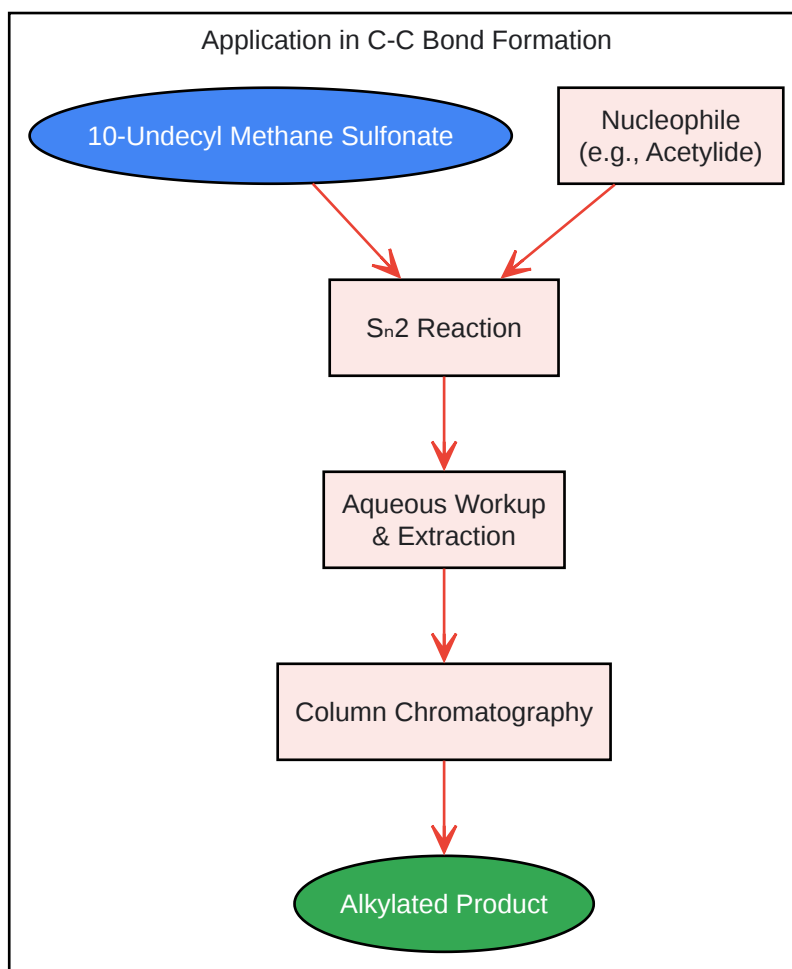 Application in C-C Bond Formation
10-Undecyl Methane Sulfonate
Nucleophile
(e.g., Acetylide)
Sₙ2 Reaction
Aqueous Workup
& Extraction
Column Chromatography
Alkylated Product